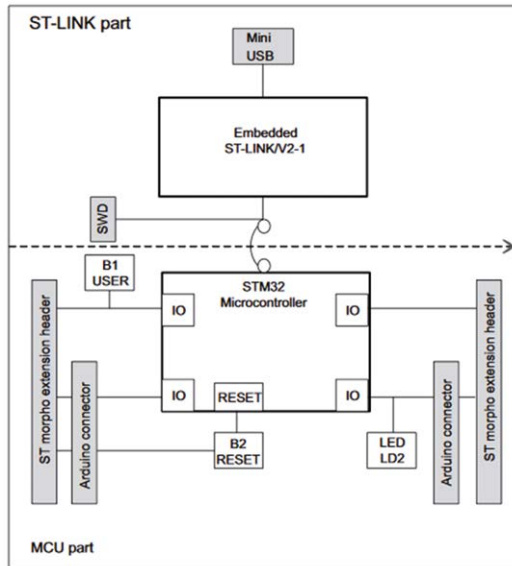 ST-LINK part
Mini
USB
Embedded
ST-LINK/V2-1
SWD
B1
USER
STM32
Microcontroller
IO
IO
ST morpho extension header
ST morpho extension header
Arduino connector
Arduino connector
IO
RESET
IO
B2
RESET
LED
LD2
MCU part